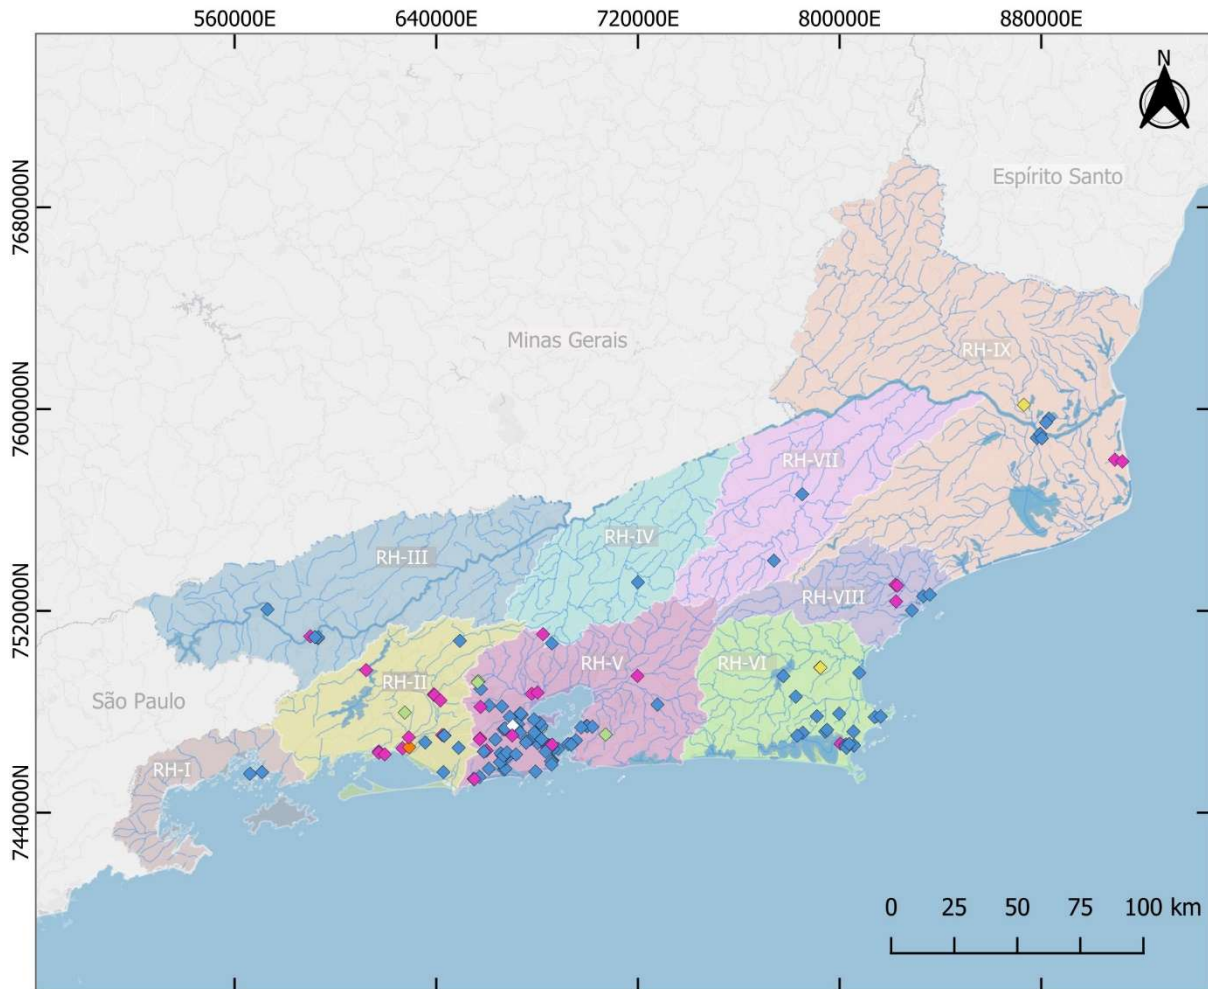 560000E 640000E 720000E 800000E 880000E
N
Espírito Santo
7680000N
Minas Gerais
RH-IX
7600000N
RH-VII
RH-IV
RH-III
7520000N
RH-VIII
RH-V
RH-VI
RH-II
São Paulo
RH-I
7440000N
0 25 50 75 100 km